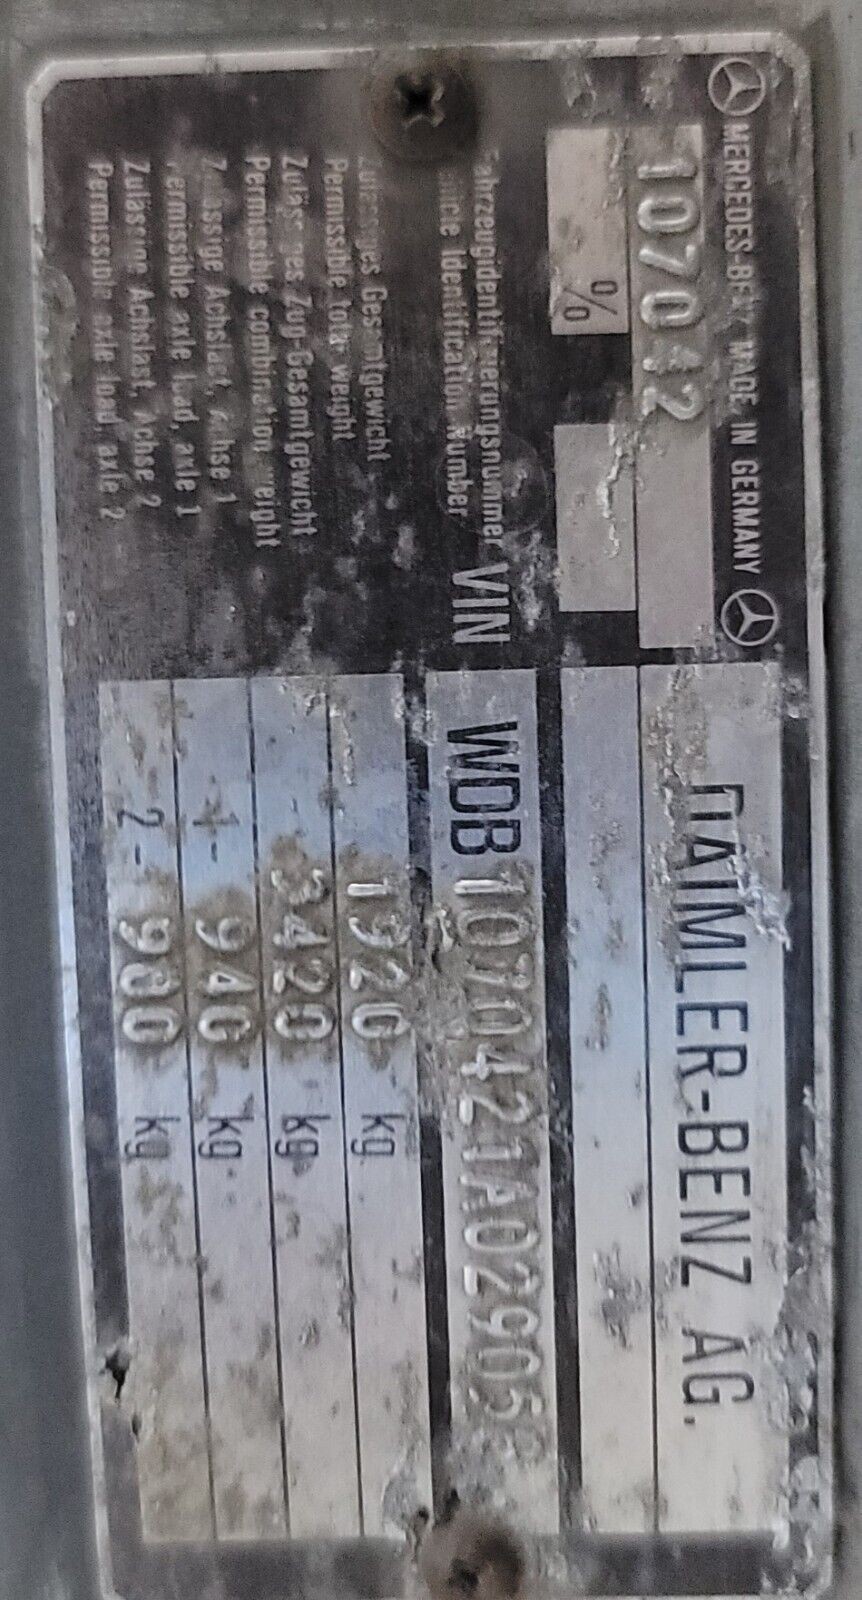 MERCEDES-BENZ MADE IN GERMANY
DAIMLER-BENZ AG.
107042
%
Fahrzeugidentifizierungsnummer
Vehicle Identification Number
VIN WDB 1070421A02905
Zulässiges Gesamtgewicht
Permissible total weight
1920 kg
Zulässiges Zug-Gesamtgewicht
Permissible combination weight
3420 kg
Zulässige Achslast, Achse 1
Permissible axle load, axle 1
1- 940 kg
Zulässige Achslast, Achse 2
Permissible axle load, axle 2
2- 980 kg